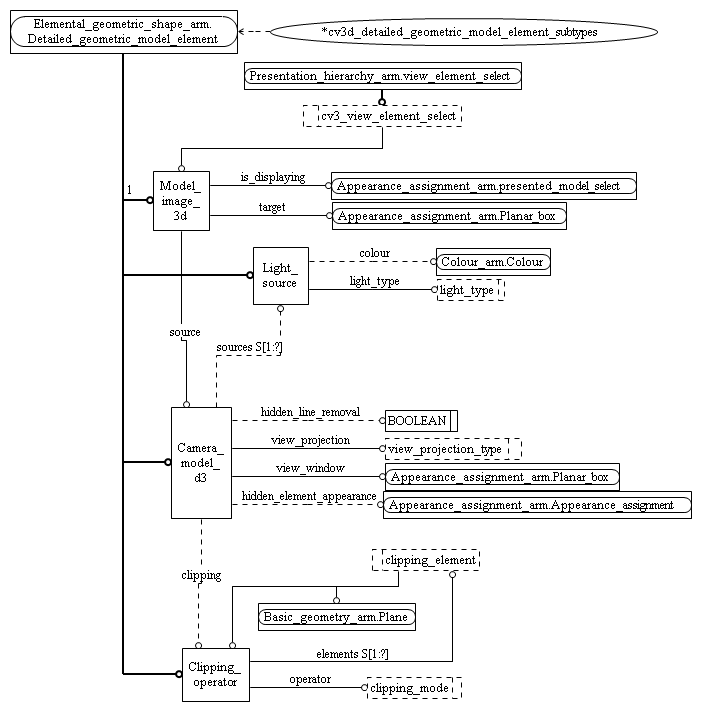 Elemental_geometric_shape_arm.
Detailed_geometric_model_element
*cv3d_detailed_geometric_model_element_subtypes
Presentation_hierarchy_arm.view_element_select
cv3_view_element_select
1
Model_
image_
3d
is_displaying
Appearance_assignment_arm.presented_model_select
target
Appearance_assignment_arm.Planar_box
Light_
source
colour
Colour_arm.Colour
light_type
light_type
source
sources S[1:?]
Camera_
model_
d3
hidden_line_removal
BOOLEAN
view_projection
view_projection_type
view_window
Appearance_assignment_arm.Planar_box
hidden_element_appearance
Appearance_assignment_arm.Appearance_assignment
clipping
clipping_element
Basic_geometry_arm.Plane
Clipping_
operator
elements S[1:?]
operator
clipping_mode